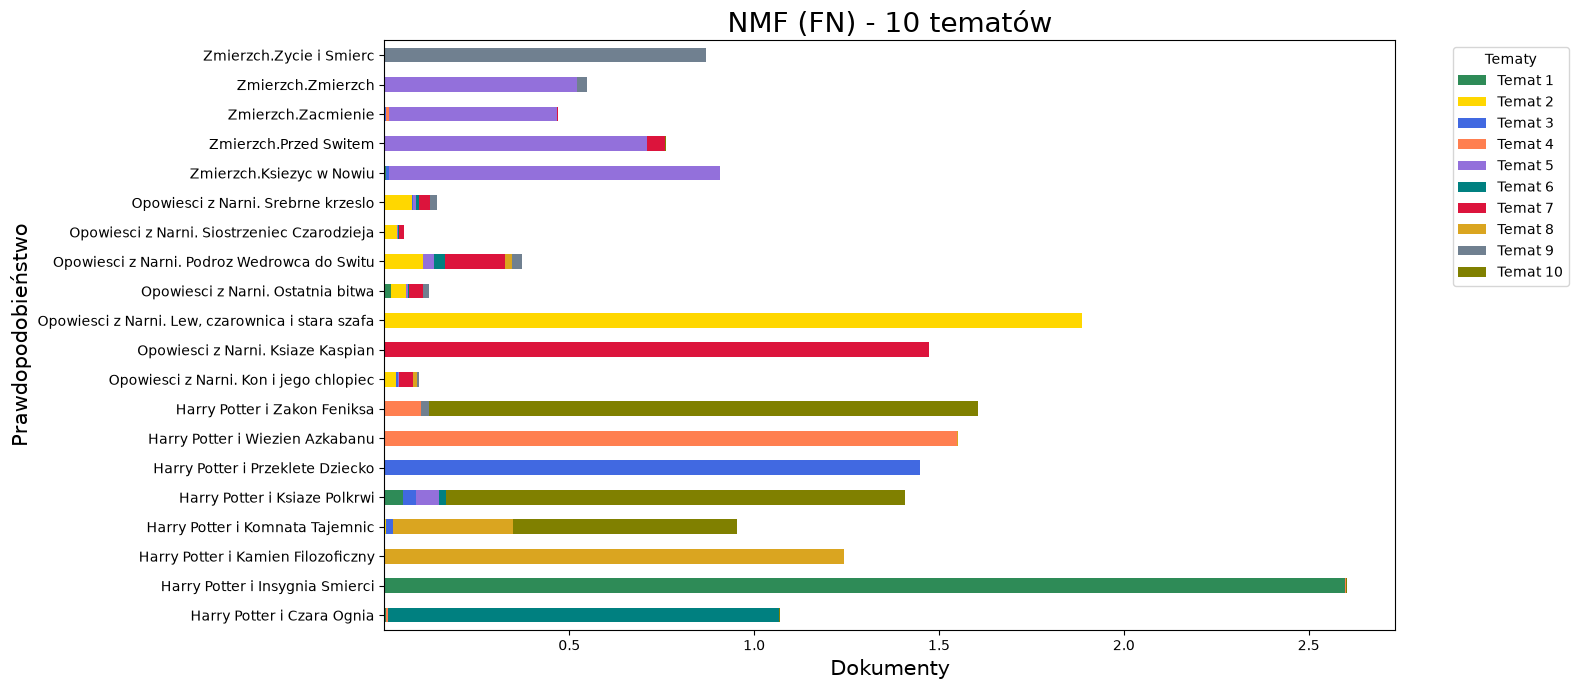 NMF (FN) - 10 tematów
Prawdopodobieństwo
Zmierzch.Zycie i Smierc
Zmierzch.Zmierzch
Zmierzch.Zacmienie
Zmierzch.Przed Switem
Zmierzch.Ksiezyc w Nowiu
Opowiesci z Narni. Srebrne krzeslo
Opowiesci z Narni. Siostrzeniec Czarodzieja
Opowiesci z Narni. Podroz Wedrowca do Switu
Opowiesci z Narni. Ostatnia bitwa
Opowiesci z Narni. Lew, czarownica i stara szafa
Opowiesci z Narni. Ksiaze Kaspian
Opowiesci z Narni. Kon i jego chlopiec
Harry Potter i Zakon Feniksa
Harry Potter i Wiezien Azkabanu
Harry Potter i Przeklete Dziecko
Harry Potter i Ksiaze Polkrwi
Harry Potter i Komnata Tajemnic
Harry Potter i Kamien Filozoficzny
Harry Potter i Insygnia Smierci
Harry Potter i Czara Ognia
0.5 1.0 1.5 2.0 2.5
Dokumenty
Tematy
Temat 1
Temat 2
Temat 3
Temat 4
Temat 5
Temat 6
Temat 7
Temat 8
Temat 9
Temat 10